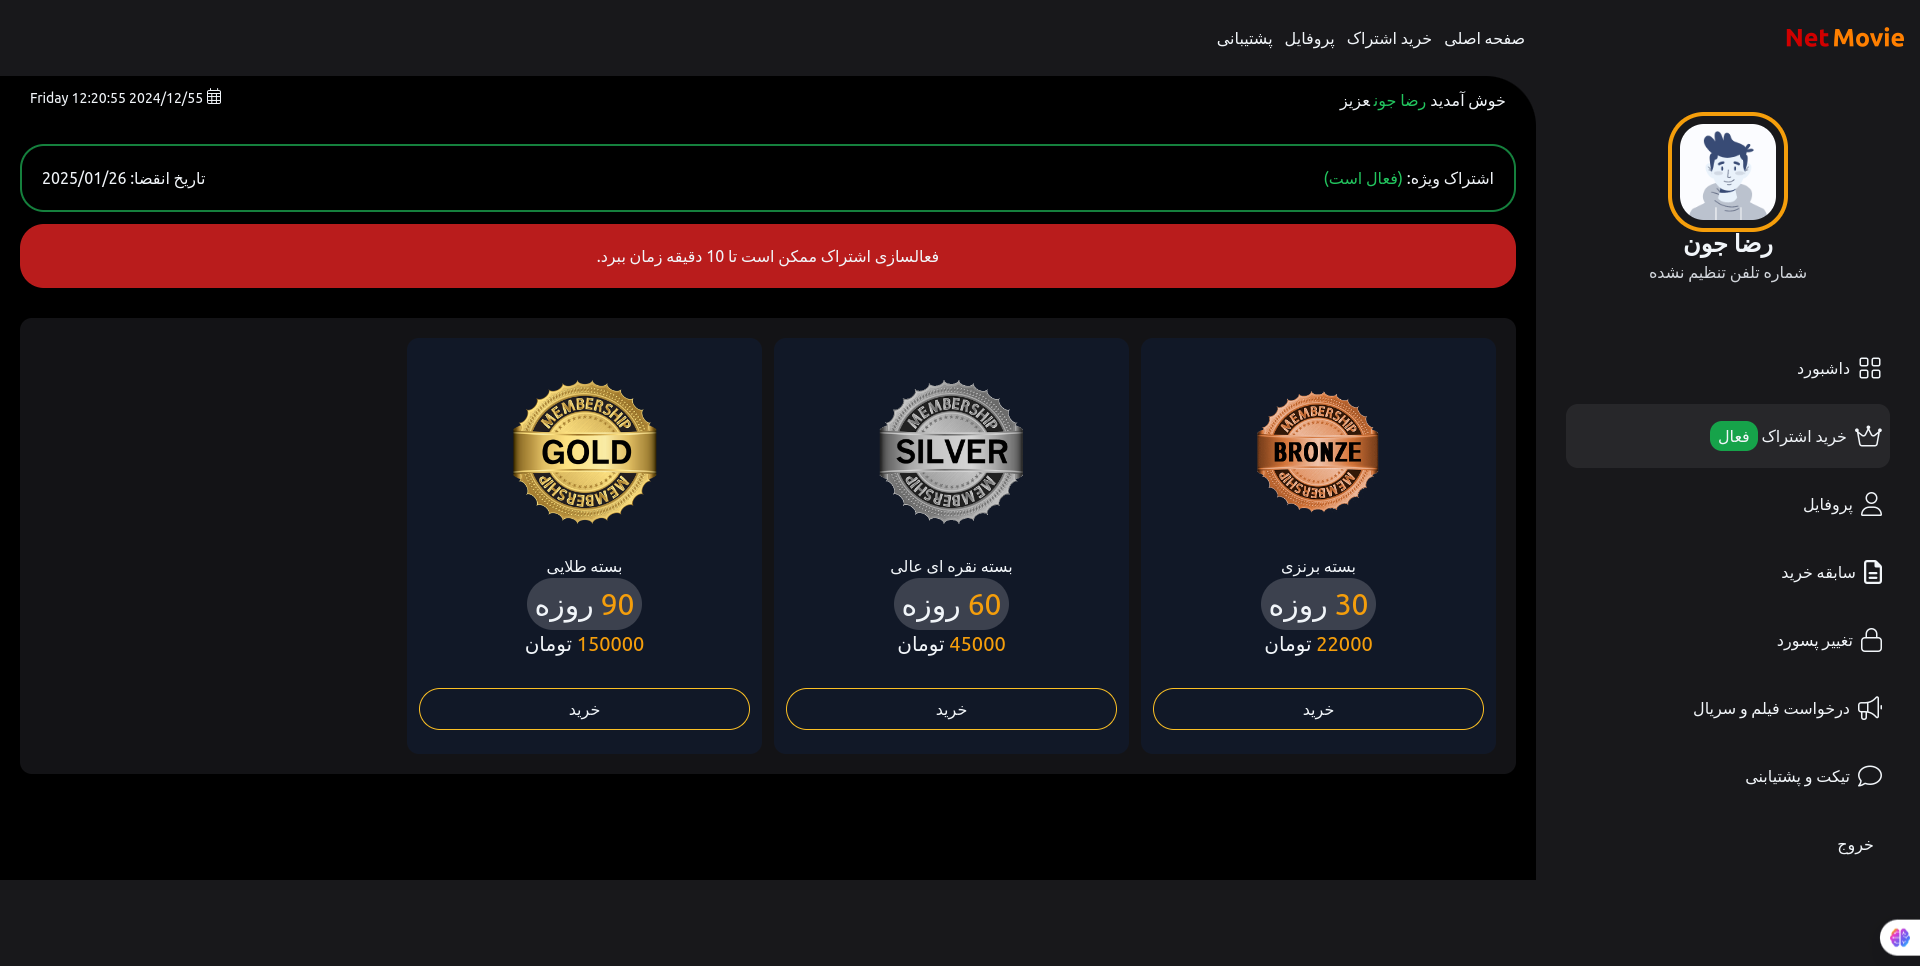 Net Movie
صفحه اصلی خرید اشتراک پروفایل پشتیبانی
رضا جون
شماره تلفن تنظیم نشده
داشبورد
خرید اشتراک فعال
پروفایل
سابقه خرید
تغییر پسورد
درخواست فیلم و سریال
تیکت و پشتیابنی
خروج
خوش آمدید رضا جون عزیز
Friday 12:20:55 2024/12/55
اشتراک ویژه: (فعال است)
تاریخ انقضا: 2025/01/26
فعالسازی اشتراک ممکن است تا 10 دقیقه زمان ببرد.
MEMBERSHIP
BRONZE
MEMBERSHIP
بسته برنزی
30 روزه
22000 تومان
خرید
MEMBERSHIP
SILVER
MEMBERSHIP
بسته نقره ای عالی
60 روزه
45000 تومان
خرید
MEMBERSHIP
GOLD
MEMBERSHIP
بسته طلایی
90 روزه
150000 تومان
خرید